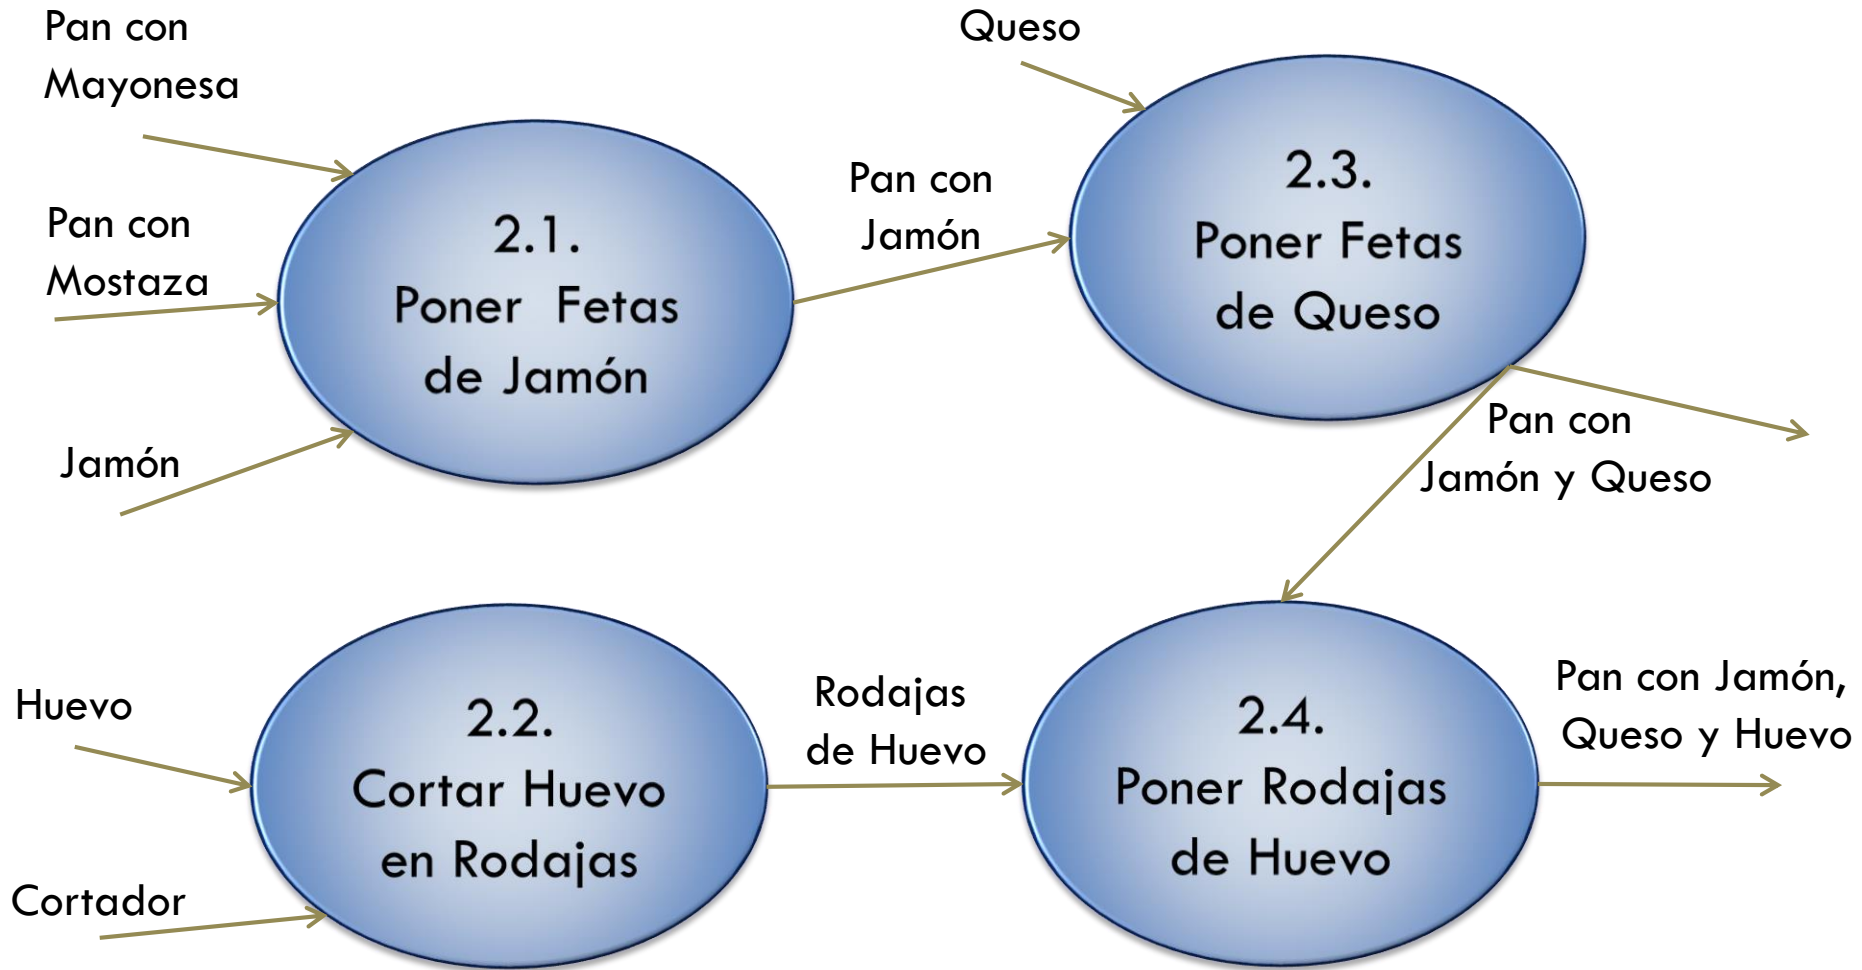 Pan con
Mayonesa
Pan con
Mostaza
Jamón
2.1.
Poner Fetas
de Jamón
Pan con
Jamón
Queso
2.3.
Poner Fetas
de Queso
Pan con
Jamón y Queso
Huevo
Cortador
2.2.
Cortar Huevo
en Rodajas
Rodajas
de Huevo
2.4.
Poner Rodajas
de Huevo
Pan con Jamón,
Queso y Huevo